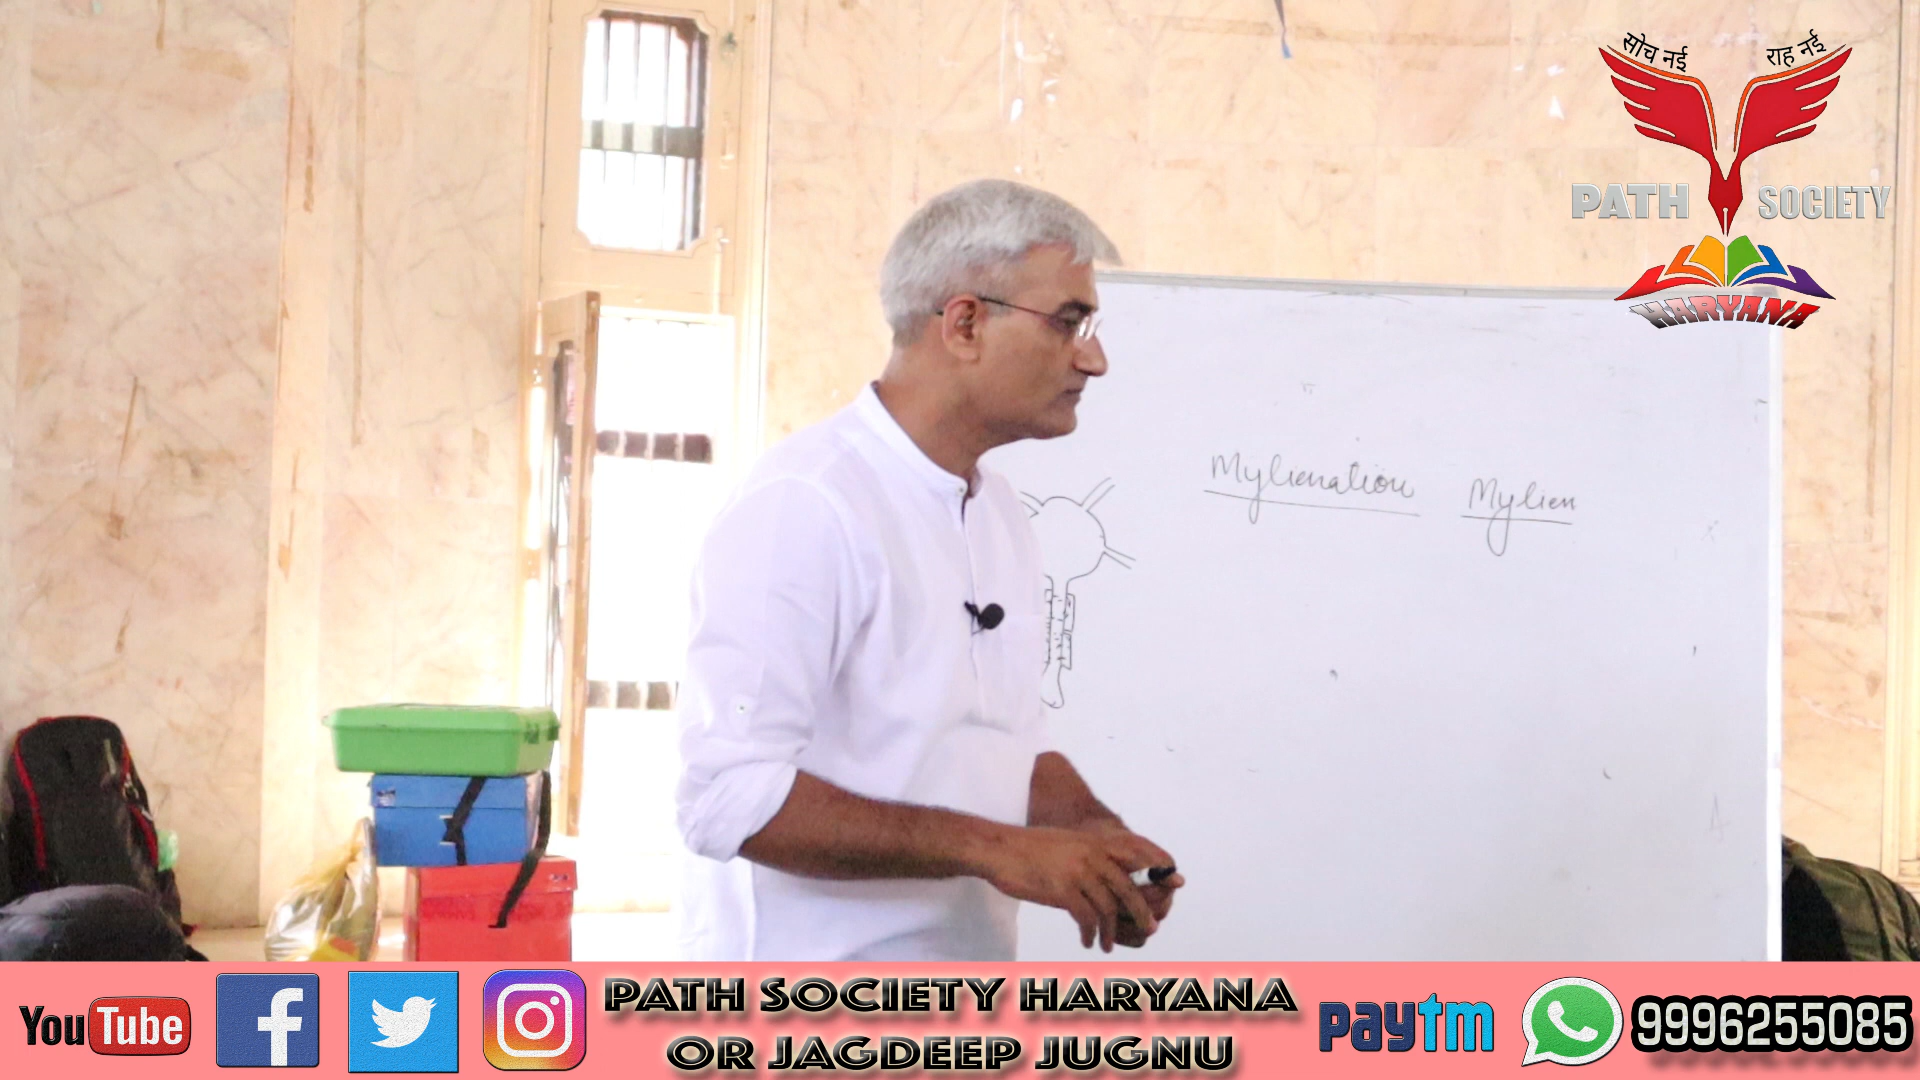 सोच नई
राह नई
PATH SOCIETY
HARYANA
Mylienation Mylien
YouTube
PATH SOCIETY HARYANA
OR JAGDEEP JUGNU
paytm
9996255085